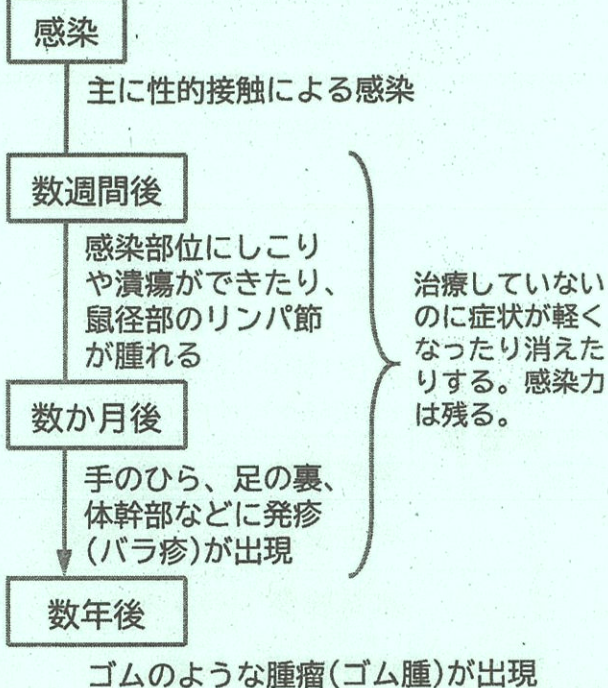 感染
主に性的接触による感染
数週間後
感染部位にしこり
や潰瘍ができたり、
鼠径部のリンパ節
が腫れる
数か月後
手のひら、足の裏、
体幹部などに発疹
(バラ疹)が出現
数年後
ゴムのような腫瘤(ゴム腫)が出現
治療していない
のに症状が軽く
なったり消えた
りする。感染力
は残る。